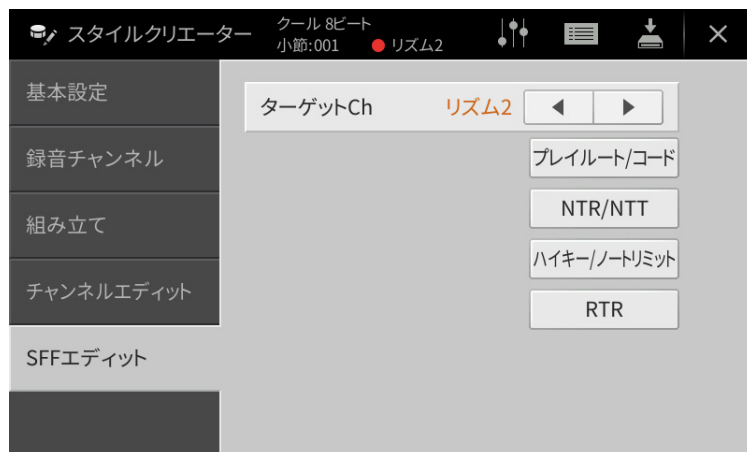 スタイルクリエーター
クール 8ビート
小節:001 リズム2
基本設定
録音チャンネル
組み立て
チャンネルエディット
SFFエディット
ターゲットCh リズム2
プレイルート/コード
NTR/NTT
ハイキー/ノートリミット
RTR